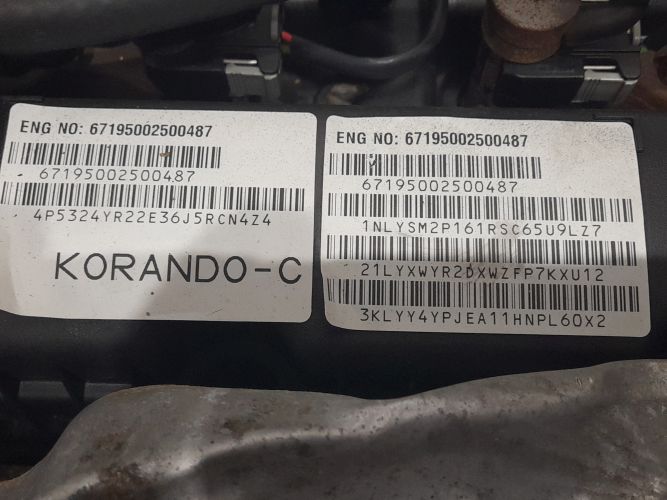 ENG NO: 67195002500487
67195002500487
4P5324YR22E36J5RCN4Z4
KORANDO-C
ENG NO: 67195002500487
67195002500487
1NLYSM2P161RSC65U9LZ7
21LYXWYR2DXWZFP7KXU12
3KLYY4YPJEA11HNPL60X2